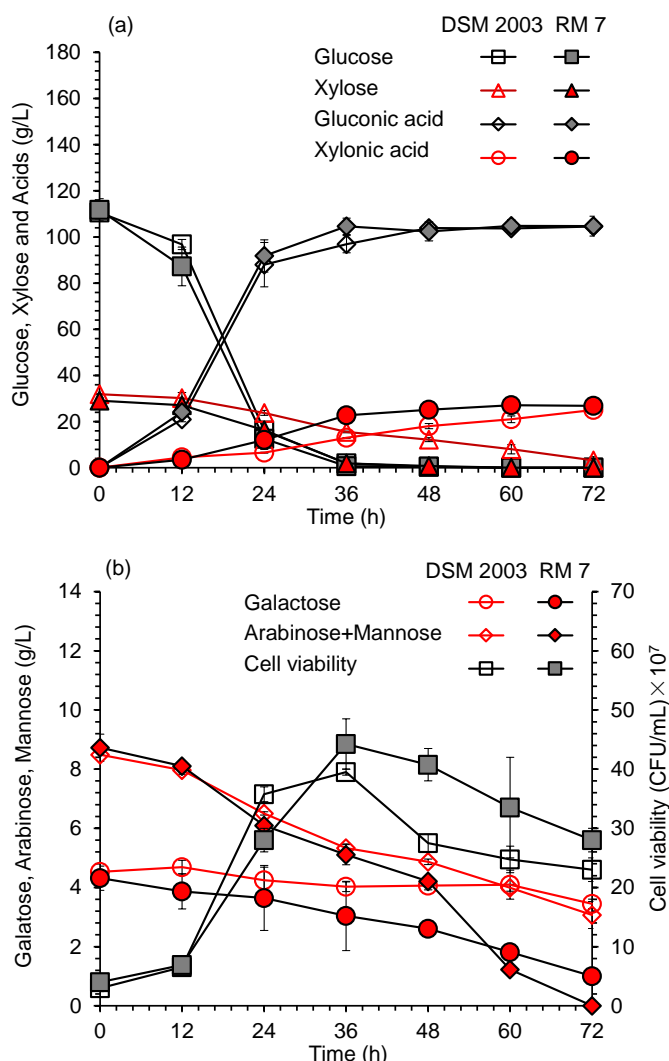 (a)
DSM 2003 RM 7
Glucose
Xylose
Gluconic acid
Xylonic acid
Glucose, Xylose and Acids (g/L)
180
160
140
120
100
80
60
40
20
0
0 12 24 36 48 60 72
Time (h)
(b)
DSM 2003 RM 7
Galactose
Arabinose+Mannose
Cell viability
Galatose, Arabinose, Mannose (g/L)
14
12
10
8
6
4
2
0
70
60
50
40
30
20
10
0
Cell viability (CFU/mL)×10⁷
0 12 24 36 48 60 72
Time (h)